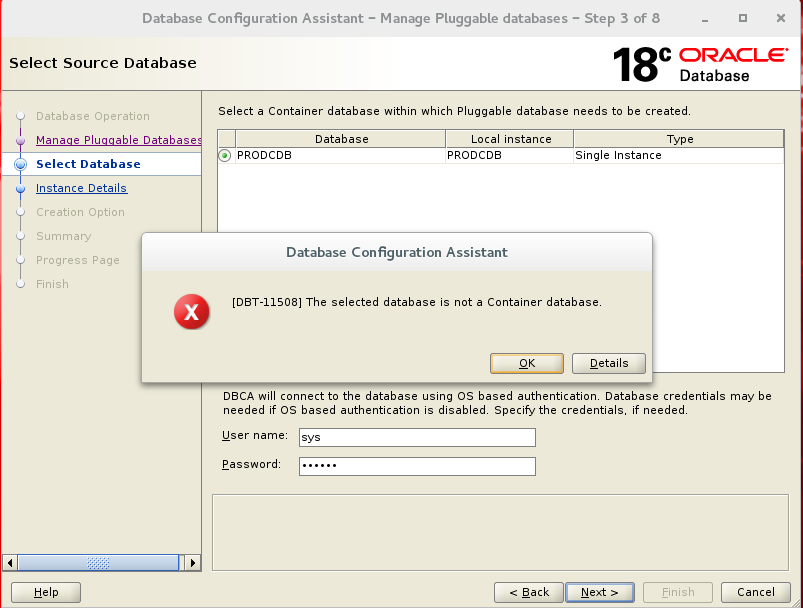 Database Configuration Assistant – Manage Pluggable databases – Step 3 of 8
Select Source Database
18c ORACLE
Database
Database Operation
Manage Pluggable Databases
Select Database
Instance Details
Creation Option
Summary
Progress Page
Finish
Select a Container database within which Pluggable database needs to be created.
Database Local instance Type
PRODCDB PRODCDB Single Instance
Database Configuration Assistant
[DBT-11508] The selected database is not a Container database.
OK Details
DBCA will connect to the database using OS based authentication. Database credentials may be
needed if OS based authentication is disabled. Specify the credentials, if needed.
User name: sys
Password: ••••••
Help < Back Next > Finish Cancel